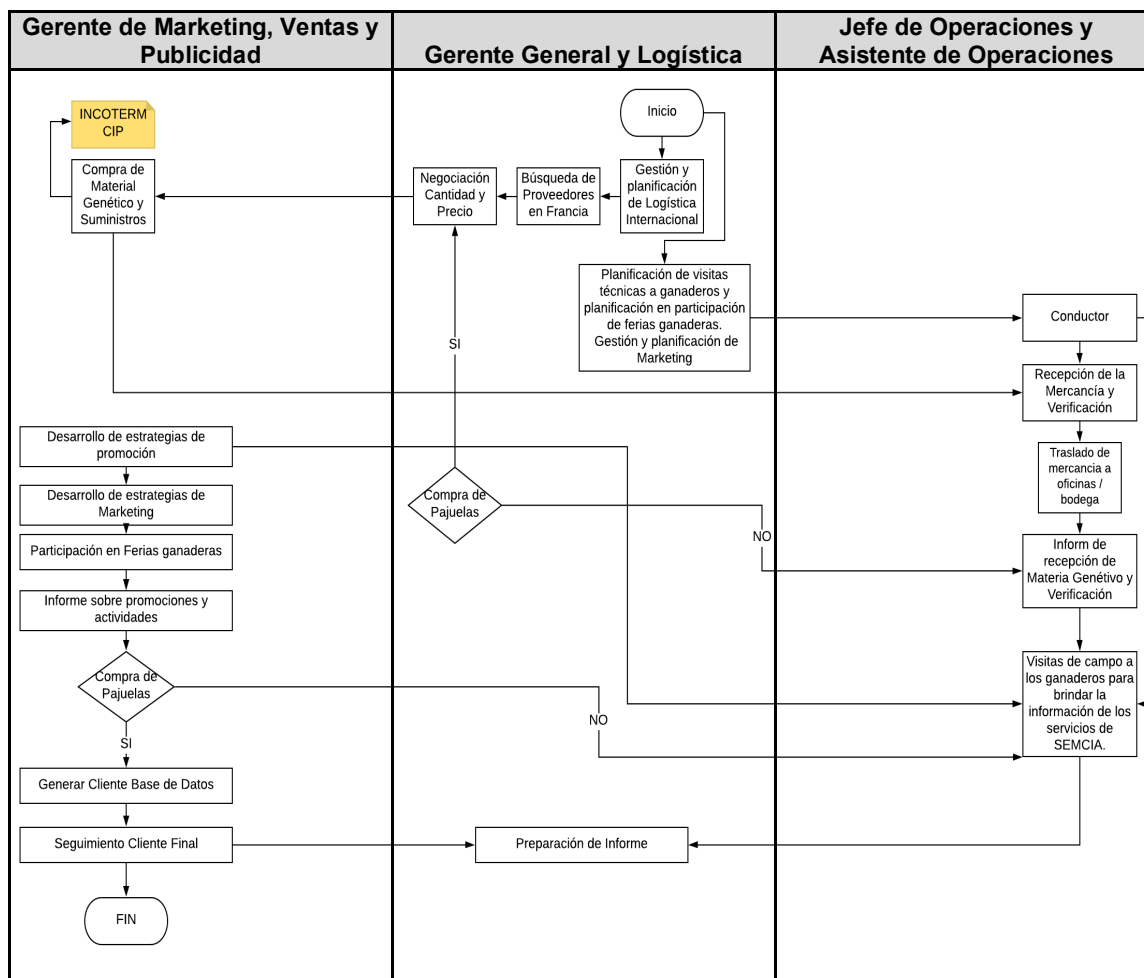 Gerente de Marketing, Ventas y
Publicidad
Gerente General y Logística
Jefe de Operaciones y
Asistente de Operaciones
INCOTERM
CIP
Compra de
Material
Genético y
Suministros
Negociación
Cantidad y
Precio
Búsqueda de
Proveedores
en Francia
Inicio
Gestión y
planificación
de Logística
Internacional
Planificación de visitas
técnicas a ganaderos y
planificación en participación
de ferias ganaderas.
Gestión y planificación de
Marketing
SI
Conductor
Recepción de la
Mercancía y
Verificación
Desarrollo de estrategias de
promoción
Desarrollo de estrategias de
Marketing
Participación en Ferias ganaderas
Informe sobre promociones y
actividades
Compra de
Pajuelas
SI
NO
Compra de
Pajuelas
NO
Traslado de
mercancia a
oficinas /
bodega
Inform de
recepción de
Materia Genétivo y
Verificación
Visitas de campo a
los ganaderos para
brindar la
información de los
servicios de
SEMCIA.
Generar Cliente Base de Datos
Seguimiento Cliente Final
Preparación de Informe
FIN